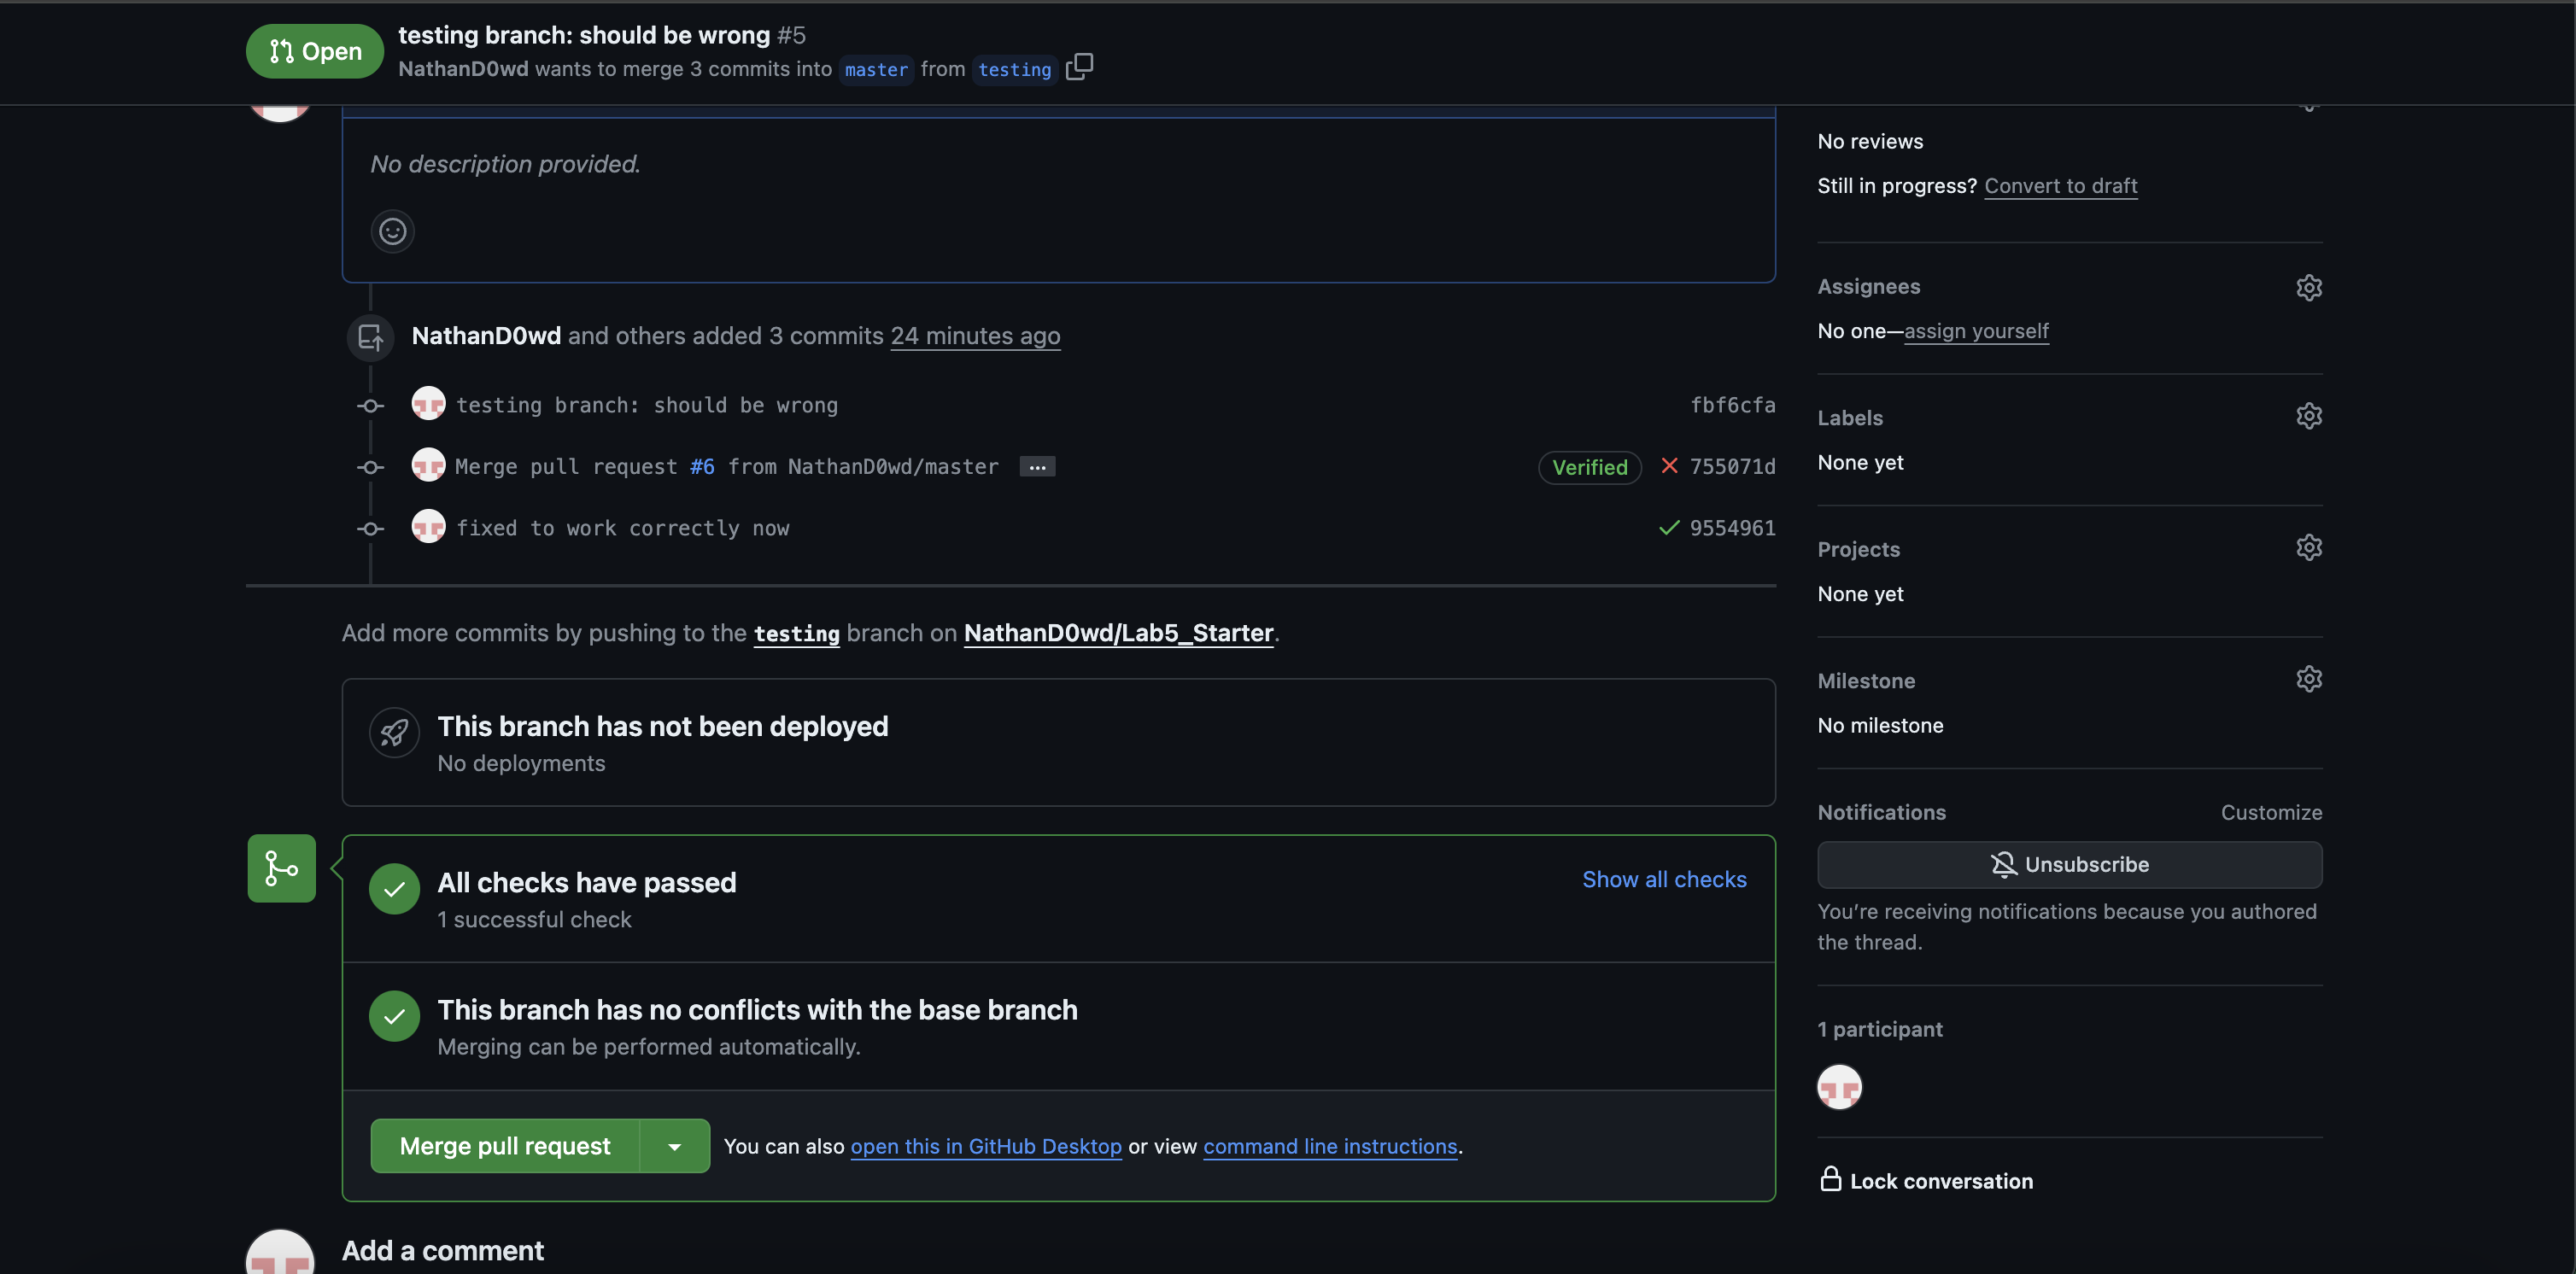 Open
testing branch: should be wrong #5
NathanD0wd wants to merge 3 commits into master from testing
No description provided.
NathanD0wd and others added 3 commits 24 minutes ago
testing branch: should be wrong fbf6cfa
Merge pull request #6 from NathanD0wd/master ... Verified 755071d
fixed to work correctly now 9554961
Add more commits by pushing to the testing branch on NathanD0wd/Lab5_Starter.
This branch has not been deployed
No deployments
All checks have passed
Show all checks
1 successful check
This branch has no conflicts with the base branch
Merging can be performed automatically.
Merge pull request
You can also open this in GitHub Desktop or view command line instructions.
Add a comment
No reviews
Still in progress? Convert to draft
Assignees
No one—assign yourself
Labels
None yet
Projects
None yet
Milestone
No milestone
Notifications
Customize
Unsubscribe
You're receiving notifications because you authored
the thread.
1 participant
Lock conversation